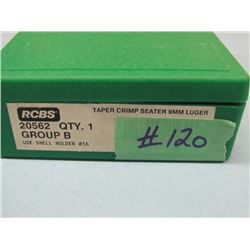 RCBS
TAPER CRIMP SEATER 9MM LUGER
20562 QTY. 1
GROUP B
USE SHELL HOLDER #16
#120